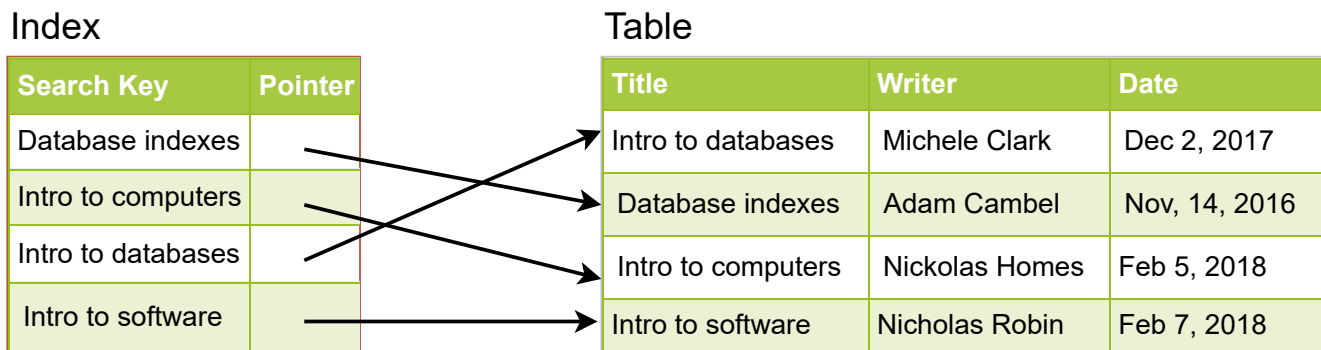 Index
Search Key Pointer
Database indexes
Intro to computers
Intro to databases
Intro to software
Table
Title Writer Date
Intro to databases Michele Clark Dec 2, 2017
Database indexes Adam Cambel Nov, 14, 2016
Intro to computers Nickolas Homes Feb 5, 2018
Intro to software Nicholas Robin Feb 7, 2018